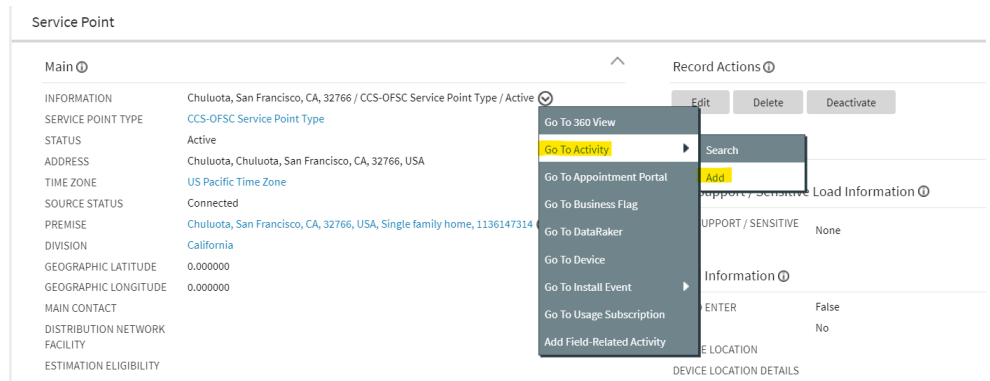 Service Point
Main
INFORMATION Chuluota, San Francisco, CA, 32766 / CCS-OFSC Service Point Type / Active
SERVICE POINT TYPE CCS-OFSC Service Point Type
STATUS Active
ADDRESS Chuluota, Chuluota, San Francisco, CA, 32766, USA
TIME ZONE US Pacific Time Zone
SOURCE STATUS Connected
PREMISE Chuluota, San Francisco, CA, 32766, USA, Single family home, 1136147314
DIVISION California
GEOGRAPHIC LATITUDE 0.000000
GEOGRAPHIC LONGITUDE 0.000000
MAIN CONTACT
DISTRIBUTION NETWORK
FACILITY
ESTIMATION ELIGIBILITY
Go To 360 View
Go To Activity
Go To Appointment Portal
Go To Business Flag
Go To DataRaker
Go To Device
Go To Install Event
Go To Usage Subscription
Add Field-Related Activity
Search
Add
Record Actions
Edit Delete Deactivate
Support / Sensitive Load Information
UPPORT / SENSITIVE None
Information
ENTER False
No
E LOCATION
DEVICE LOCATION DETAILS